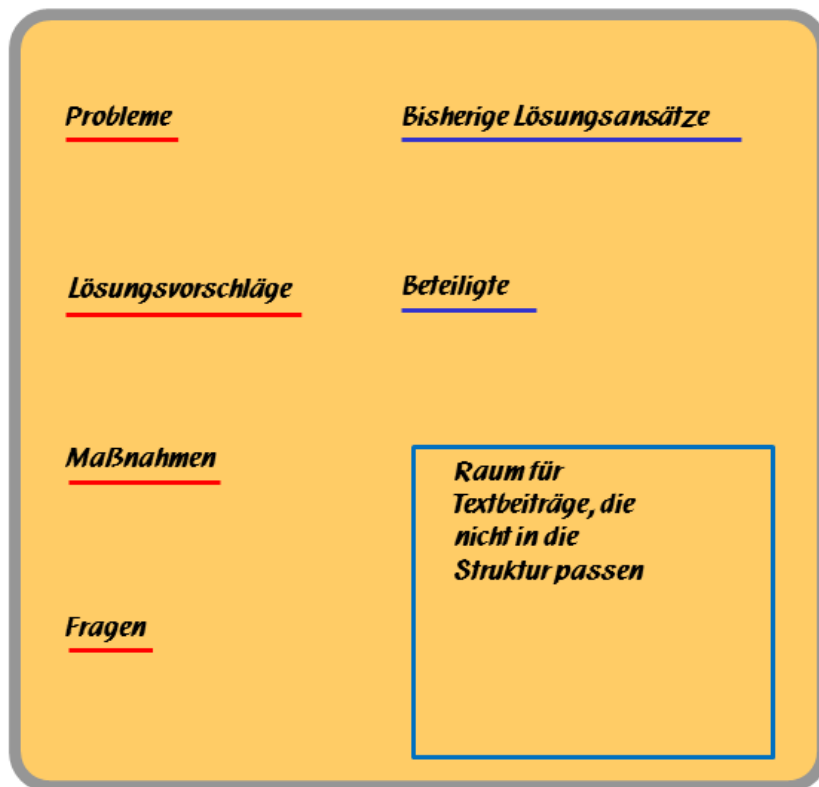 Probleme
Bisherige Lösungsansätze
Lösungsvorschläge
Beteiligte
Maßnahmen
Raum für
Textbeiträge, die
nicht in die
Struktur passen
Fragen